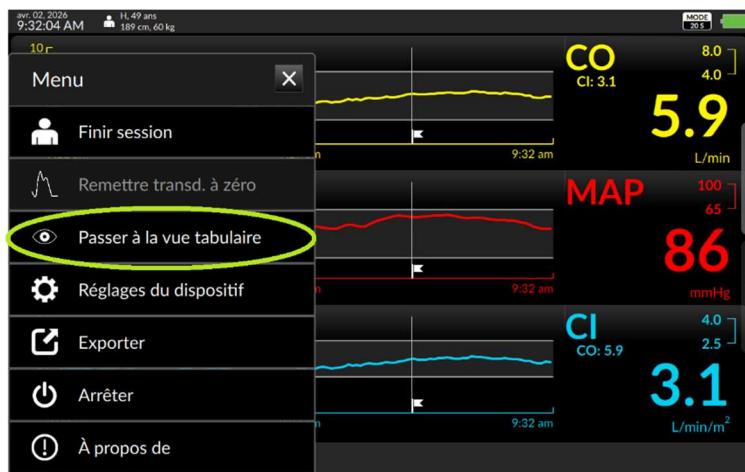 avr. 02, 2026
9:32:04 AM
H, 49 ans
189 cm, 60 kg
MODE
20 S
10
Menu
Finir session
Remettre transd. à zéro
Passer à la vue tabulaire
Réglages du dispositif
Exporter
Arrêter
À propos de
9:32 am
CO
CI: 3.1
8.0
4.0
5.9
L/min
9:32 am
MAP
100
65
86
mmHg
9:32 am
CI
CO: 5.9
4.0
2.5
3.1
L/min/m²